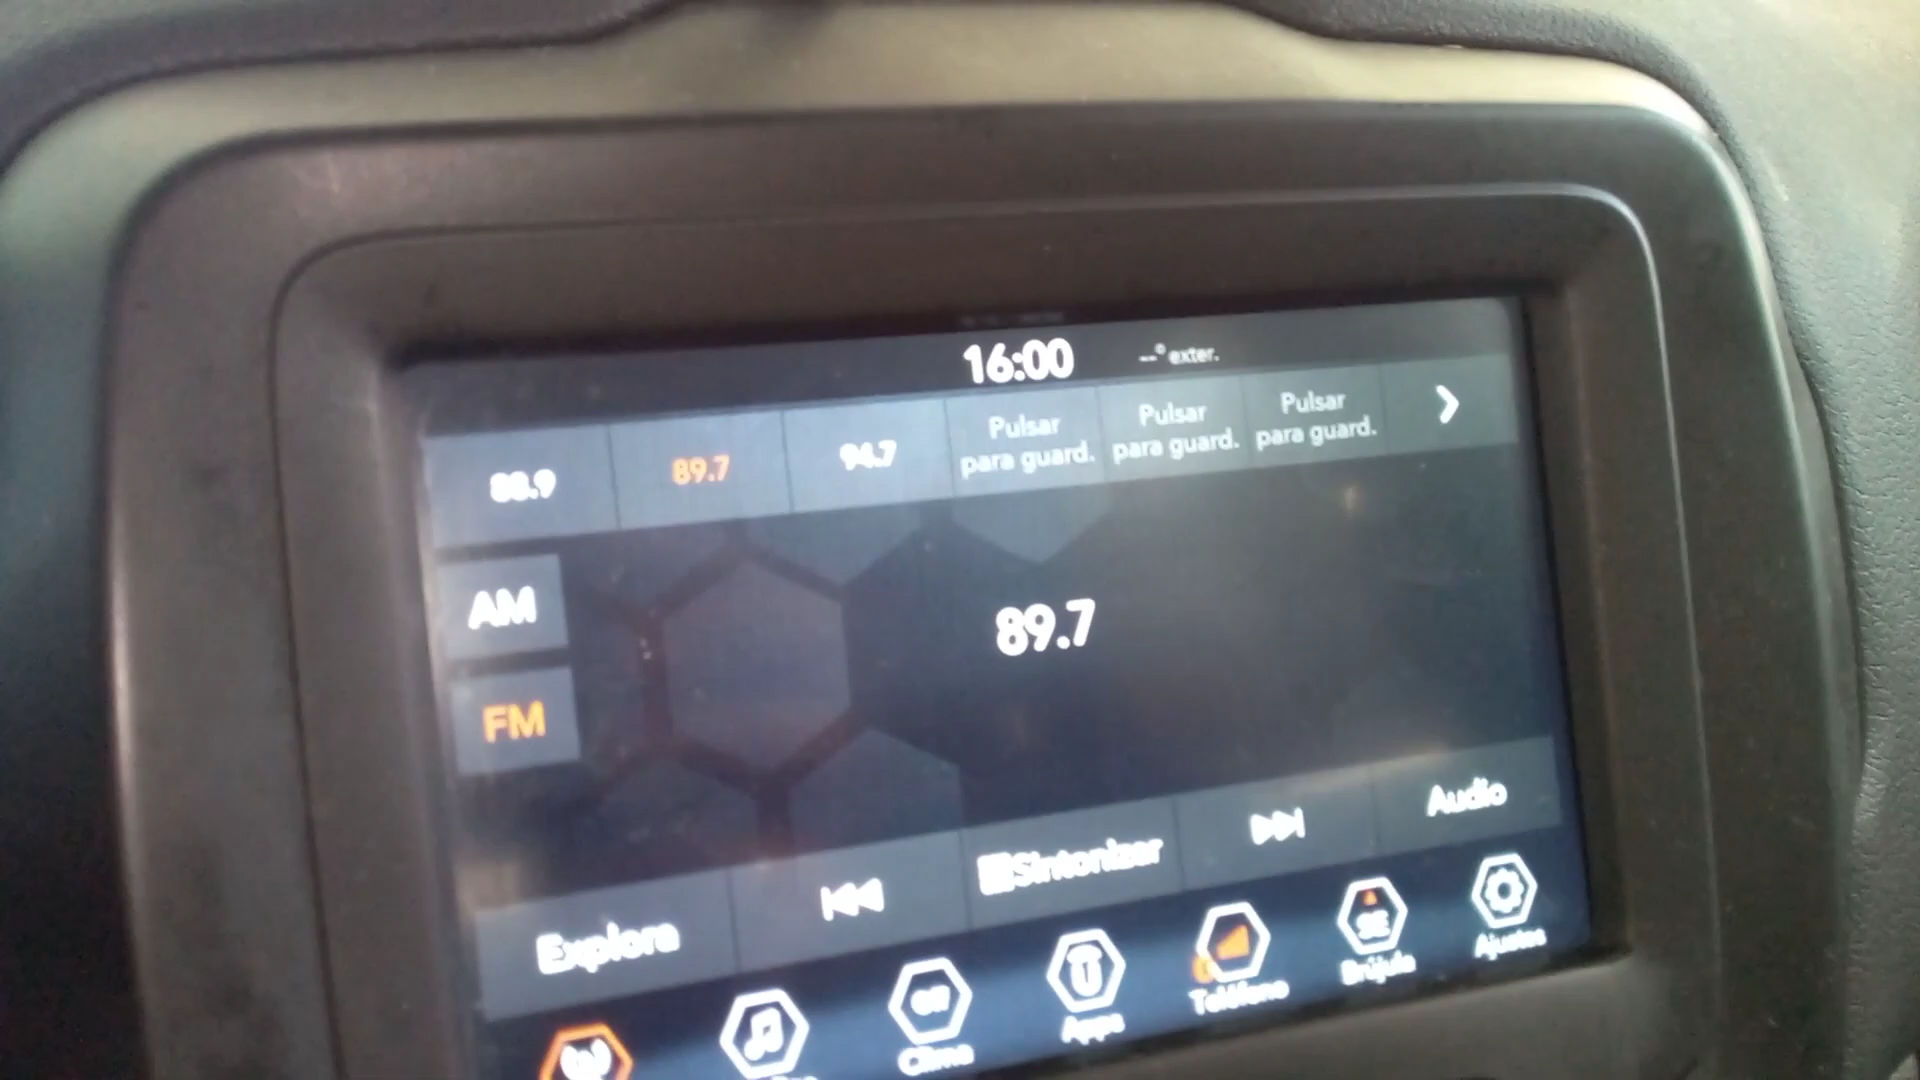 16:00 --° exter.
88.9 89.7 94.7 Pulsar para guard. Pulsar para guard. Pulsar para guard.
AM
89.7
FM
Explora Sintonizar Audio
Clima Apps Teléfono Brújula Ajustes
SE